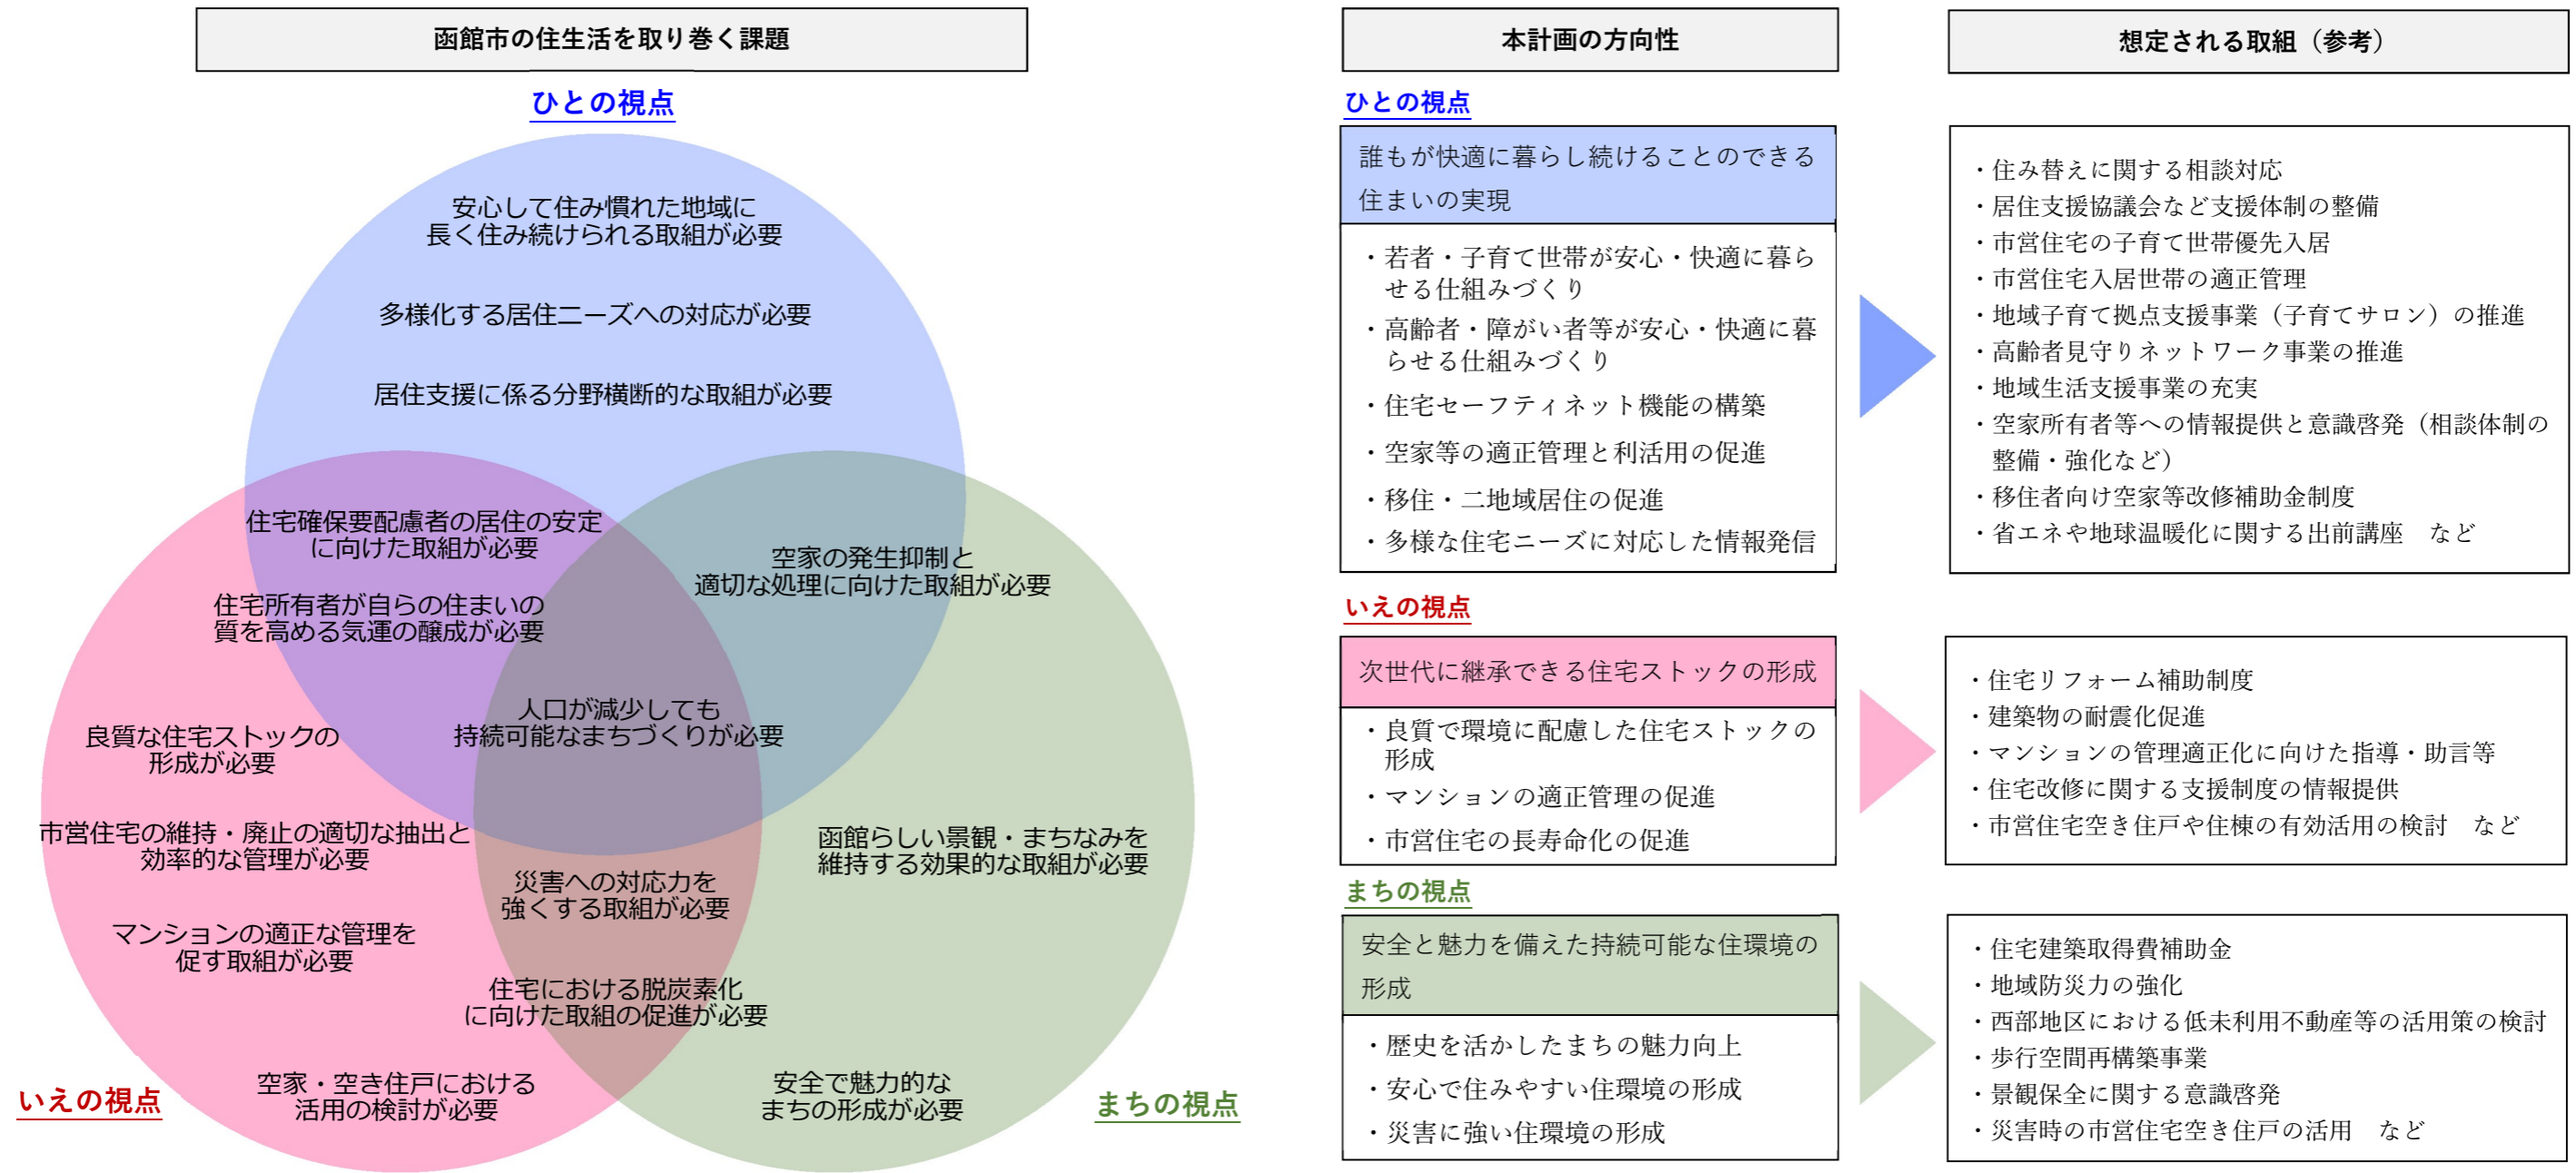 函館市の住生活を取り巻く課題
ひとの視点
安心して住み慣れた地域に
長く住み続けられる取組が必要
多様化する居住ニーズへの対応が必要
居住支援に係る分野横断的な取組が必要
住宅確保要配慮者の居住の安定
に向けた取組が必要
住宅所有者が自らの住まいの
質を高める気運の醸成が必要
空家の発生抑制と
適切な処理に向けた取組が必要
人口が減少しても
持続可能なまちづくりが必要
良質な住宅ストックの
形成が必要
市営住宅の維持・廃止の適切な抽出と
効率的な管理が必要
マンションの適正な管理を
促す取組が必要
空家・空き住戸における
活用の検討が必要
災害への対応力を
強くする取組が必要
住宅における脱炭素化
に向けた取組の促進が必要
函館らしい景観・まちなみを
維持する効果的な取組が必要
安全で魅力的な
まちの形成が必要
いえの視点
まちの視点
本計画の方向性
ひとの視点
誰もが快適に暮らし続けることのできる
住まいの実現
・若者・子育て世帯が安心・快適に暮ら
せる仕組みづくり
・高齢者・障がい者等が安心・快適に暮
らせる仕組みづくり
・住宅セーフティネット機能の構築
・空家等の適正管理と利活用の促進
・移住・二地域居住の促進
・多様な住宅ニーズに対応した情報発信
いえの視点
次世代に継承できる住宅ストックの形成
・良質で環境に配慮した住宅ストックの
形成
・マンションの適正管理の促進
・市営住宅の長寿命化の促進
まちの視点
安全と魅力を備えた持続可能な住環境の
形成
・歴史を活かしたまちの魅力向上
・安心で住みやすい住環境の形成
・災害に強い住環境の形成
想定される取組（参考）
・住み替えに関する相談対応
・居住支援協議会など支援体制の整備
・市営住宅の子育て世帯優先入居
・市営住宅入居世帯の適正管理
・地域子育て拠点支援事業（子育てサロン）の推進
・高齢者見守りネットワーク事業の推進
・地域生活支援事業の充実
・空家所有者等への情報提供と意識啓発（相談体制の
整備・強化など）
・移住者向け空家等改修補助金制度
・省エネや地球温暖化に関する出前講座　など
・住宅リフォーム補助制度
・建築物の耐震化促進
・マンションの管理適正化に向けた指導・助言等
・住宅改修に関する支援制度の情報提供
・市営住宅空き住戸や住棟の有効活用の検討　など
・住宅建築取得費補助金
・地域防災力の強化
・西部地区における低未利用不動産等の活用策の検討
・歩行空間再構築事業
・景観保全に関する意識啓発
・災害時の市営住宅空き住戸の活用　など